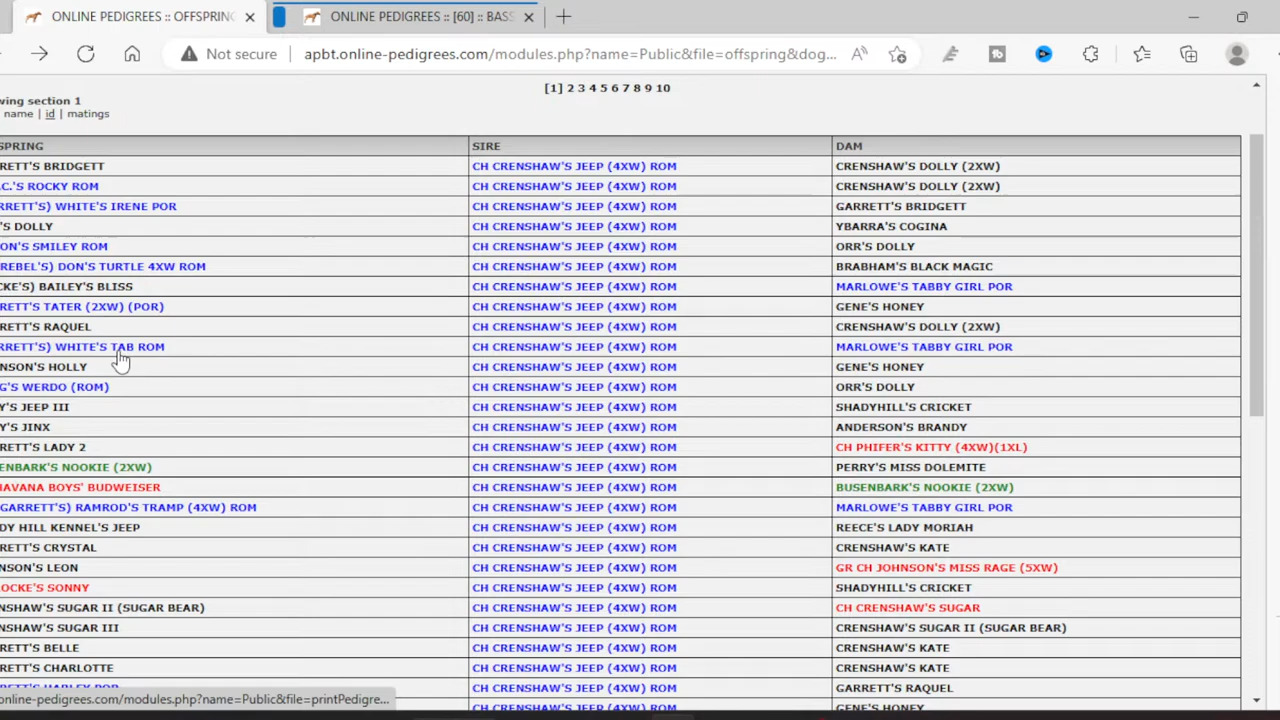 ONLINE PEDIGREES :: OFFSPRING
ONLINE PEDIGREES :: [60] :: BASS
Not secure
apbt.online-pedigrees.com/modules.php?name=Public&file=offspring&dog...
[1] 2 3 4 5 6 7 8 9 10
wing section 1
name | id | matings
SPRING SIRE DAM
RETT'S BRIDGETT CH CRENSHAW'S JEEP (4XW) ROM CRENSHAW'S DOLLY (2XW)
.C.'S ROCKY ROM CH CRENSHAW'S JEEP (4XW) ROM CRENSHAW'S DOLLY (2XW)
RRETT'S) WHITE'S IRENE POR CH CRENSHAW'S JEEP (4XW) ROM GARRETT'S BRIDGETT
'S DOLLY CH CRENSHAW'S JEEP (4XW) ROM YBARRA'S COGINA
ON'S SMILEY ROM CH CRENSHAW'S JEEP (4XW) ROM ORR'S DOLLY
REBEL'S) DON'S TURTLE 4XW ROM CH CRENSHAW'S JEEP (4XW) ROM BRABHAM'S BLACK MAGIC
CKE'S) BAILEY'S BLISS CH CRENSHAW'S JEEP (4XW) ROM MARLOWE'S TABBY GIRL POR
RETT'S TATER (2XW) (POR) CH CRENSHAW'S JEEP (4XW) ROM GENE'S HONEY
RETT'S RAQUEL CH CRENSHAW'S JEEP (4XW) ROM CRENSHAW'S DOLLY (2XW)
RRETT'S) WHITE'S TAB ROM CH CRENSHAW'S JEEP (4XW) ROM MARLOWE'S TABBY GIRL POR
NSON'S HOLLY CH CRENSHAW'S JEEP (4XW) ROM GENE'S HONEY
G'S WERDO (ROM) CH CRENSHAW'S JEEP (4XW) ROM ORR'S DOLLY
Y'S JEEP III CH CRENSHAW'S JEEP (4XW) ROM SHADYHILL'S CRICKET
Y'S JINX CH CRENSHAW'S JEEP (4XW) ROM ANDERSON'S BRANDY
RETT'S LADY 2 CH CRENSHAW'S JEEP (4XW) ROM CH PHIFER'S KITTY (4XW)(1XL)
ENBARK'S NOOKIE (2XW) CH CRENSHAW'S JEEP (4XW) ROM PERRY'S MISS DOLEMITE
HAVANA BOYS' BUDWEISER CH CRENSHAW'S JEEP (4XW) ROM BUSENBARK'S NOOKIE (2XW)
GARRETT'S) RAMROD'S TRAMP (4XW) ROM CH CRENSHAW'S JEEP (4XW) ROM MARLOWE'S TABBY GIRL POR
DY HILL KENNEL'S JEEP CH CRENSHAW'S JEEP (4XW) ROM REECE'S LADY MORIAH
RETT'S CRYSTAL CH CRENSHAW'S JEEP (4XW) ROM CRENSHAW'S KATE
NSON'S LEON CH CRENSHAW'S JEEP (4XW) ROM GR CH JOHNSON'S MISS RAGE (5XW)
OCKE'S SONNY CH CRENSHAW'S JEEP (4XW) ROM SHADYHILL'S CRICKET
NSHAW'S SUGAR II (SUGAR BEAR) CH CRENSHAW'S JEEP (4XW) ROM CH CRENSHAW'S SUGAR
NSHAW'S SUGAR III CH CRENSHAW'S JEEP (4XW) ROM CRENSHAW'S SUGAR II (SUGAR BEAR)
RETT'S BELLE CH CRENSHAW'S JEEP (4XW) ROM CRENSHAW'S KATE
RETT'S CHARLOTTE CH CRENSHAW'S JEEP (4XW) ROM CRENSHAW'S KATE
RETT'S HARLEY POR CH CRENSHAW'S JEEP (4XW) ROM GARRETT'S RAQUEL
CH CRENSHAW'S JEEP (4XW) ROM GENE'S HONEY
online-pedigrees.com/modules.php?name=Public&file=printPedigre...